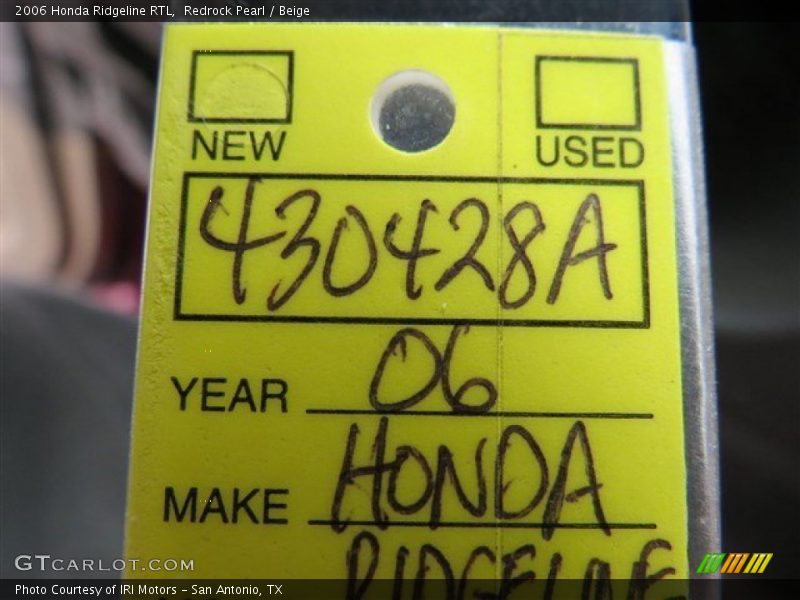 2006 Honda Ridgeline RTL, Redrock Pearl / Beige
NEW USED
430428A
YEAR 06
MAKE HONDA
RIDGELINE
GTCARLOT.COM
Photo Courtesy of IRI Motors – San Antonio, TX